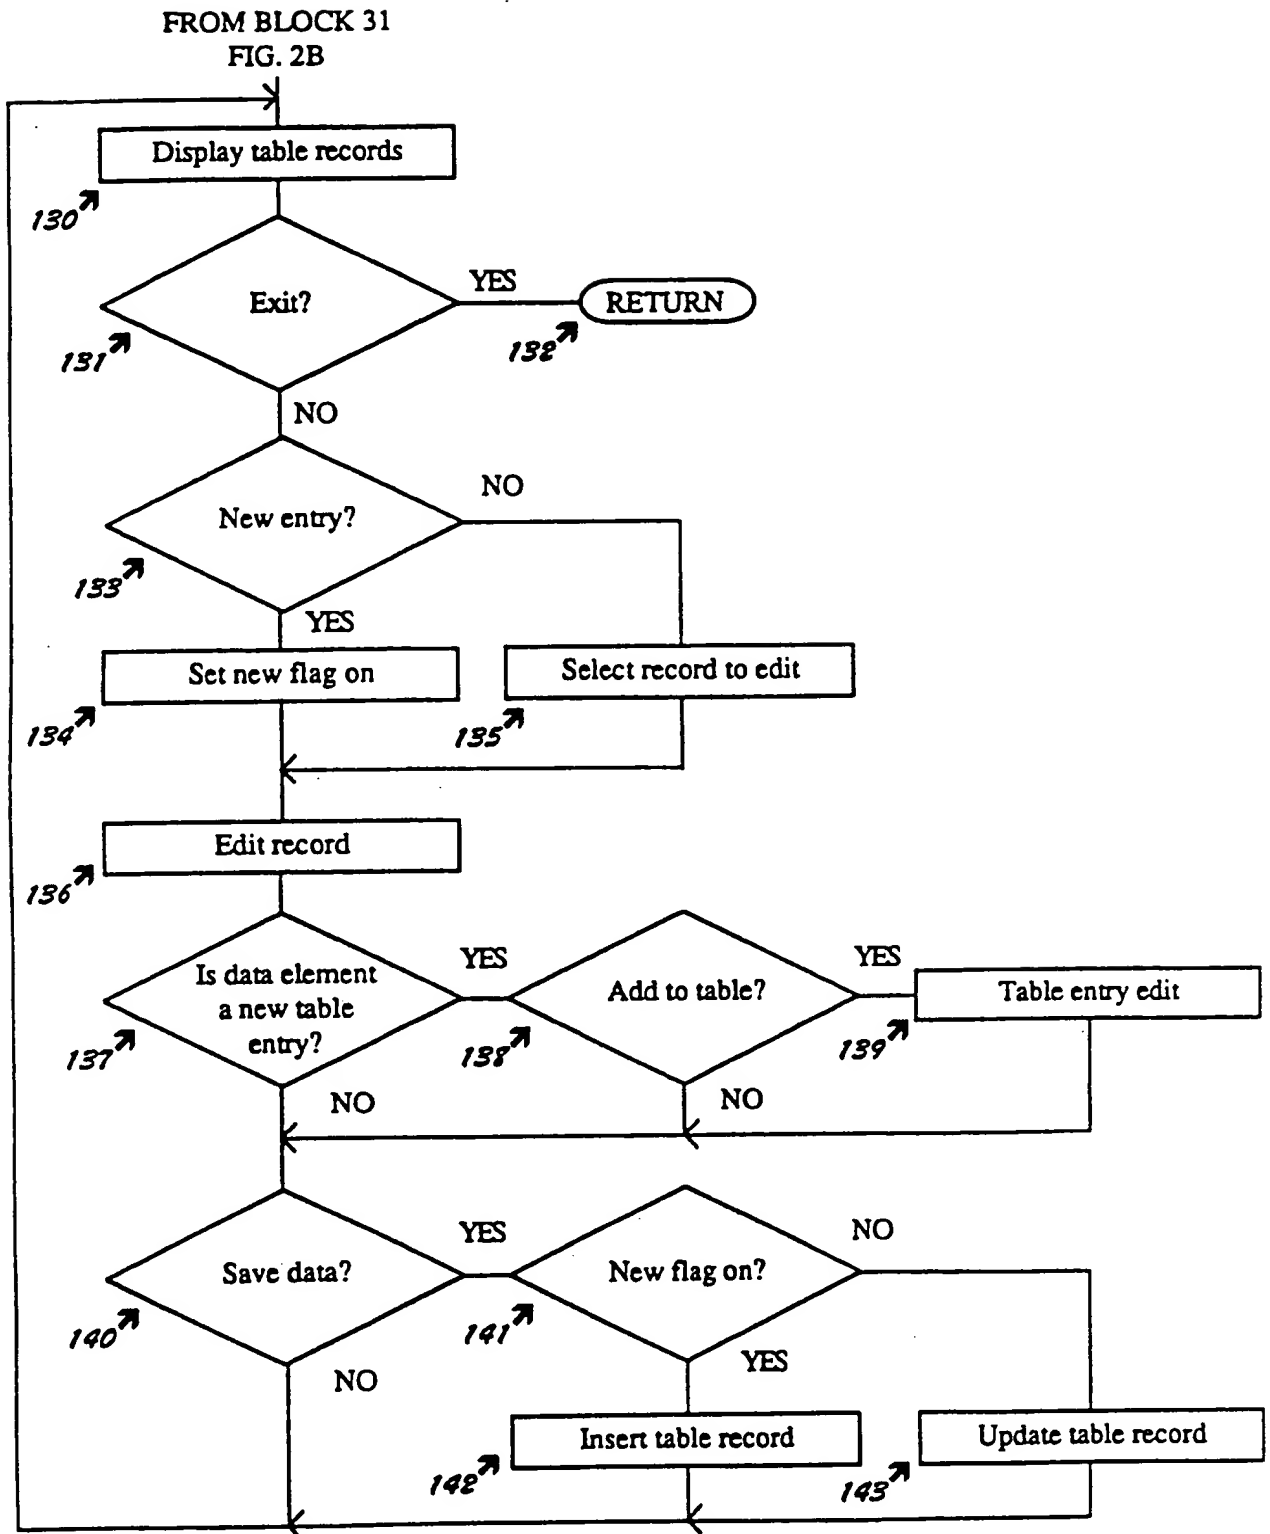 FROM BLOCK 31
FIG. 2B
Display table records
130
Exit?
YES
RETURN
131
132
NO
New entry?
NO
133
YES
Set new flag on
Select record to edit
134
135
Edit record
136
Is data element
a new table
entry?
YES
Add to table?
YES
Table entry edit
137
138
139
NO
NO
Save data?
YES
New flag on?
NO
140
141
NO
YES
Insert table record
Update table record
142
143